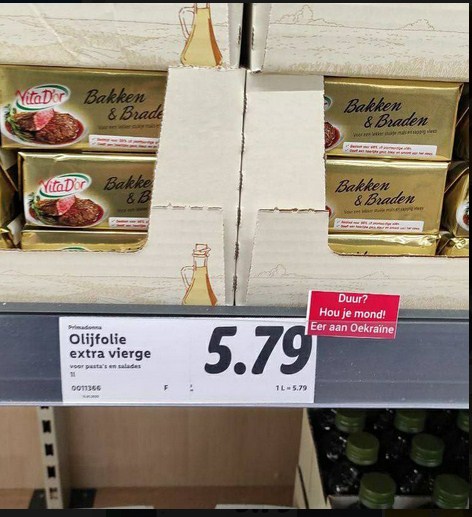 VitaD'or
Bakken
& Braden
VitaD'or
Bakken
& B
Bakken
& Braden
Bakken
& Braden
Duur?
Hou je mond!
Eer aan Oekraïne
Primadonna
Olijfolie
extra vierge
voor pasta's en salades
1l
0011366
F
5.79
1 L = 5.79